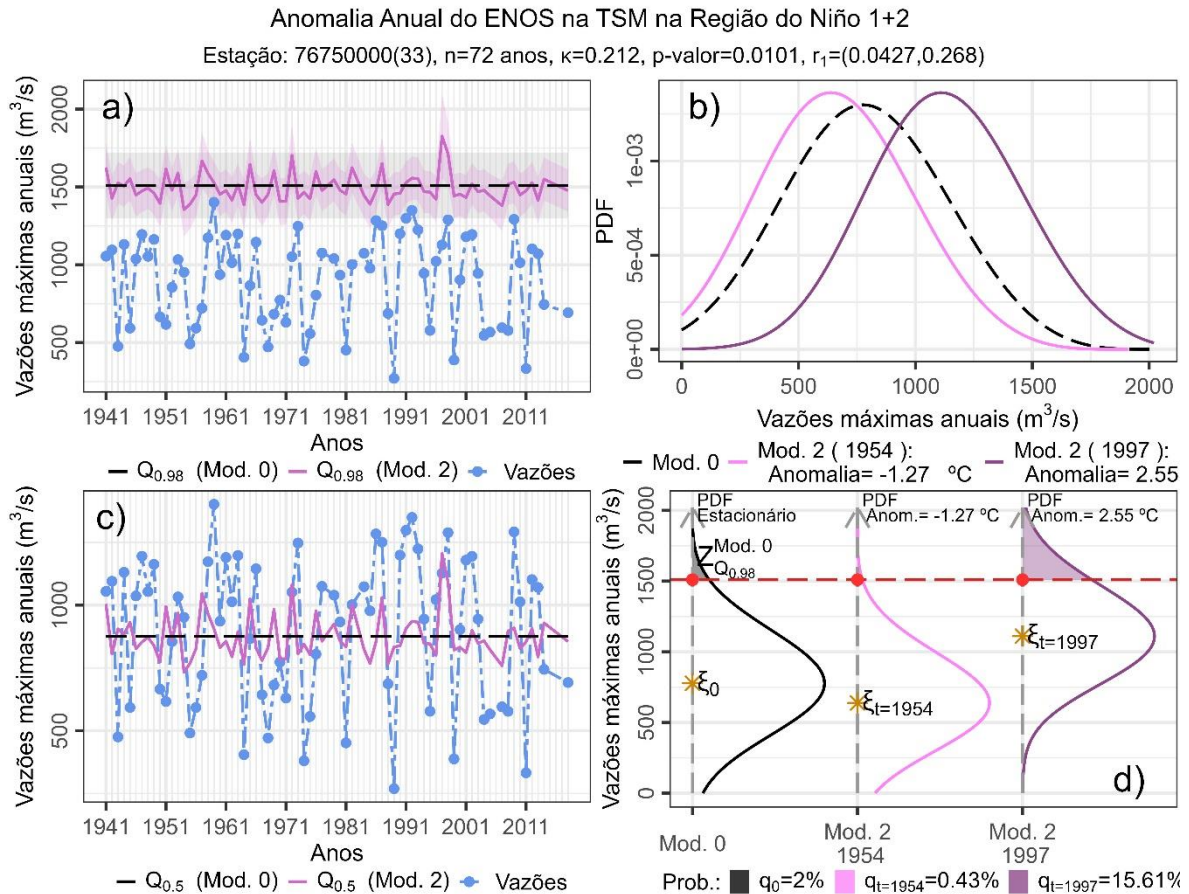 Anomalia Anual do ENOS na TSM na Região do Niño 1+2
Estação: 76750000(33), n=72 anos, κ=0.212, p-valor=0.0101, r₁=(0.0427,0.268)
a)
Vazões máximas anuais (m³/s)
2000
1500
1000
500
1941 1951 1961 1971 1981 1991 2001 2011
Anos
Q₀.₉₈ (Mod. 0) Q₀.₉₈ (Mod. 2) Vazões
b)
PDF
1e-03
5e-04
0e+00
0 500 1000 1500 2000
Vazões máximas anuais (m³/s)
Mod. 0 Mod. 2 ( 1954 ): Mod. 2 ( 1997 ):
Anomalia= -1.27 ºC Anomalia= 2.55
c)
Vazões máximas anuais (m³/s)
1000
500
1941 1951 1961 1971 1981 1991 2001 2011
Anos
Q₀.₅ (Mod. 0) Q₀.₅ (Mod. 2) Vazões
d)
Vazões máximas anuais (m³/s)
2000
1500
1000
500
0
PDF
Estacionário
PDF
Anom.= -1.27 ºC
PDF
Anom.= 2.55 ºC
Mod. 0
Q₀.₉₈
ξ₀
ξt=1954
ξt=1997
Mod. 0
Mod. 2
1954
Mod. 2
1997
Prob.: q₀=2% qt=1954=0.43% qt=1997=15.61%